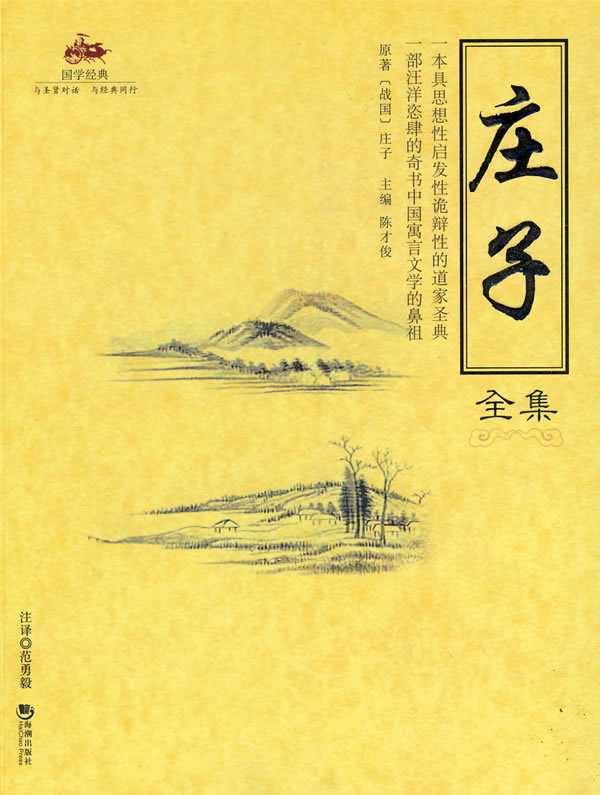 国学经典
与圣贤对话 与经典同行
庄子
全集
一本具思想性启发性诡辩性的道家圣典
一部汪洋恣肆的奇书中国寓言文学的鼻祖
原著〔战国〕庄子 主编 陈才俊
注译◎范勇毅
海潮出版社
HaiChao Press